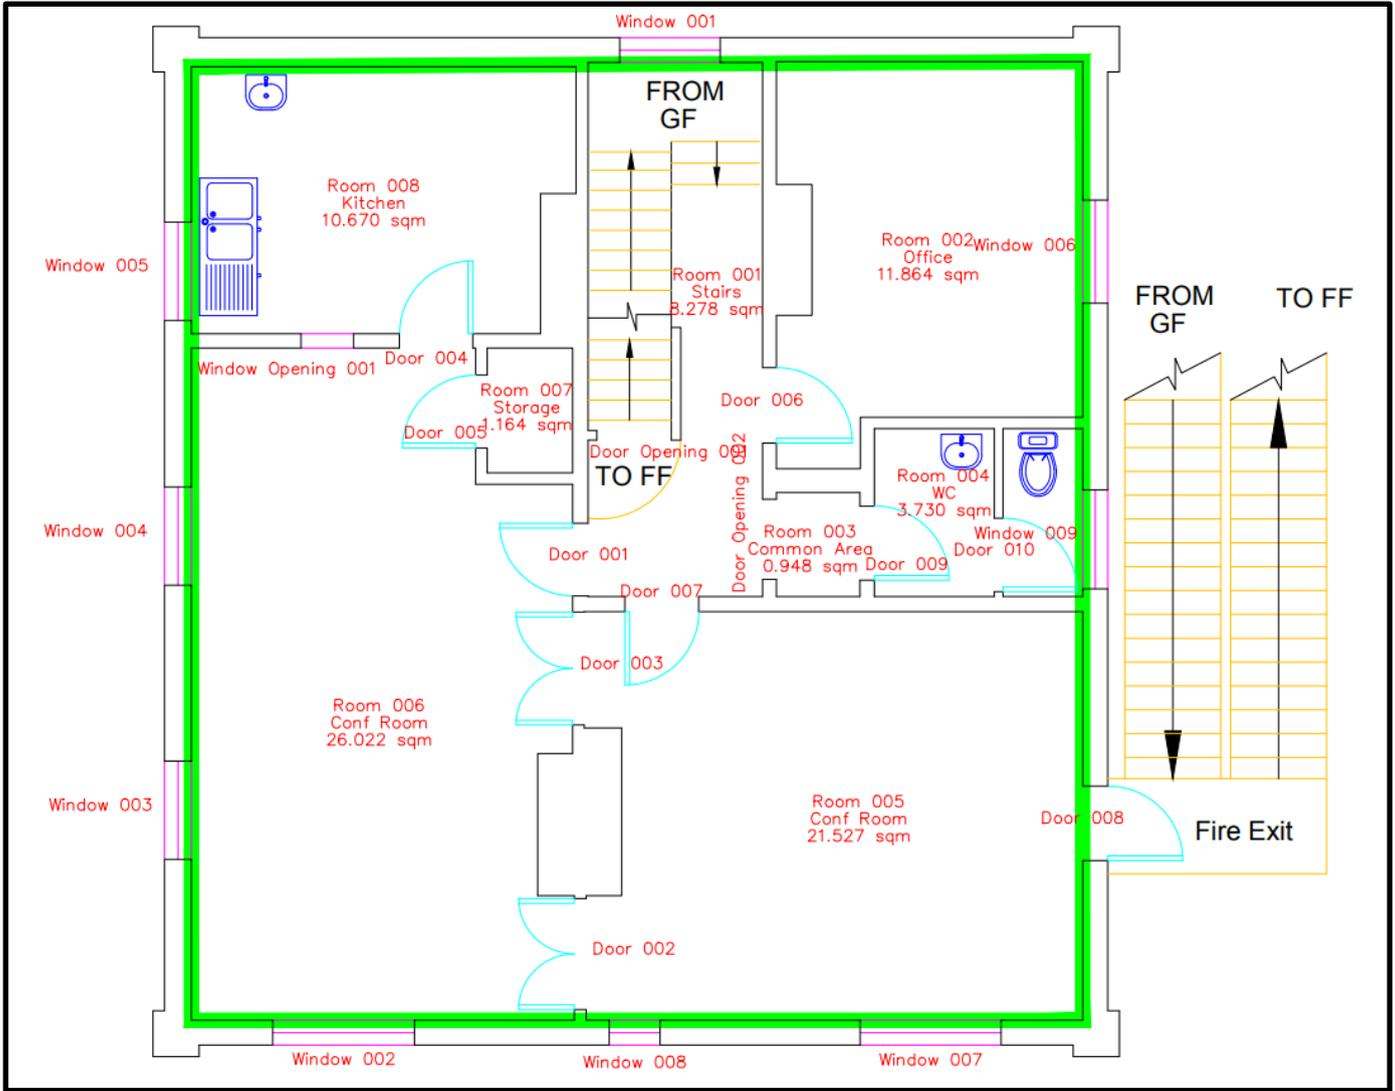 Window 001
FROM
GF
Room 008
Kitchen
10.670 sqm
Room 002
Office
11.864 sqm
Window 006
Window 005
Room 001
Stairs
8.278 sqm
FROM
GF
TO FF
Window Opening 001
Door 004
Room 007
Storage
1.164 sqm
Door 005
Door 006
Door Opening 001
TO FF
Door Opening 002
Room 004
WC
3.730 sqm
Window 004
Door 001
Room 003
Common Area
0.948 sqm
Window 009
Door 010
Door 009
Door 007
Door 003
Room 006
Conf Room
26.022 sqm
Window 003
Room 005
Conf Room
21.527 sqm
Door 008
Fire Exit
Door 002
Window 002
Window 008
Window 007